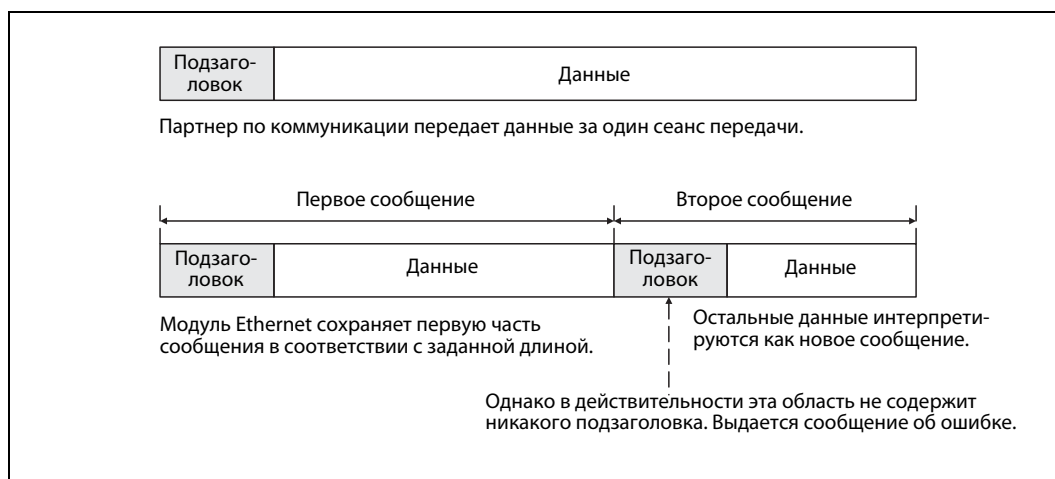 Подзаго-
ловок
Данные
Партнер по коммуникации передает данные за один сеанс передачи.
Первое сообщение
Второе сообщение
Подзаго-
ловок
Данные
Подзаго-
ловок
Данные
Модуль Ethernet сохраняет первую часть
сообщения в соответствии с заданной длиной.
Остальные данные интерпрети-
руются как новое сообщение.
Однако в действительности эта область не содержит
никакого подзаголовка. Выдается сообщение об ошибке.